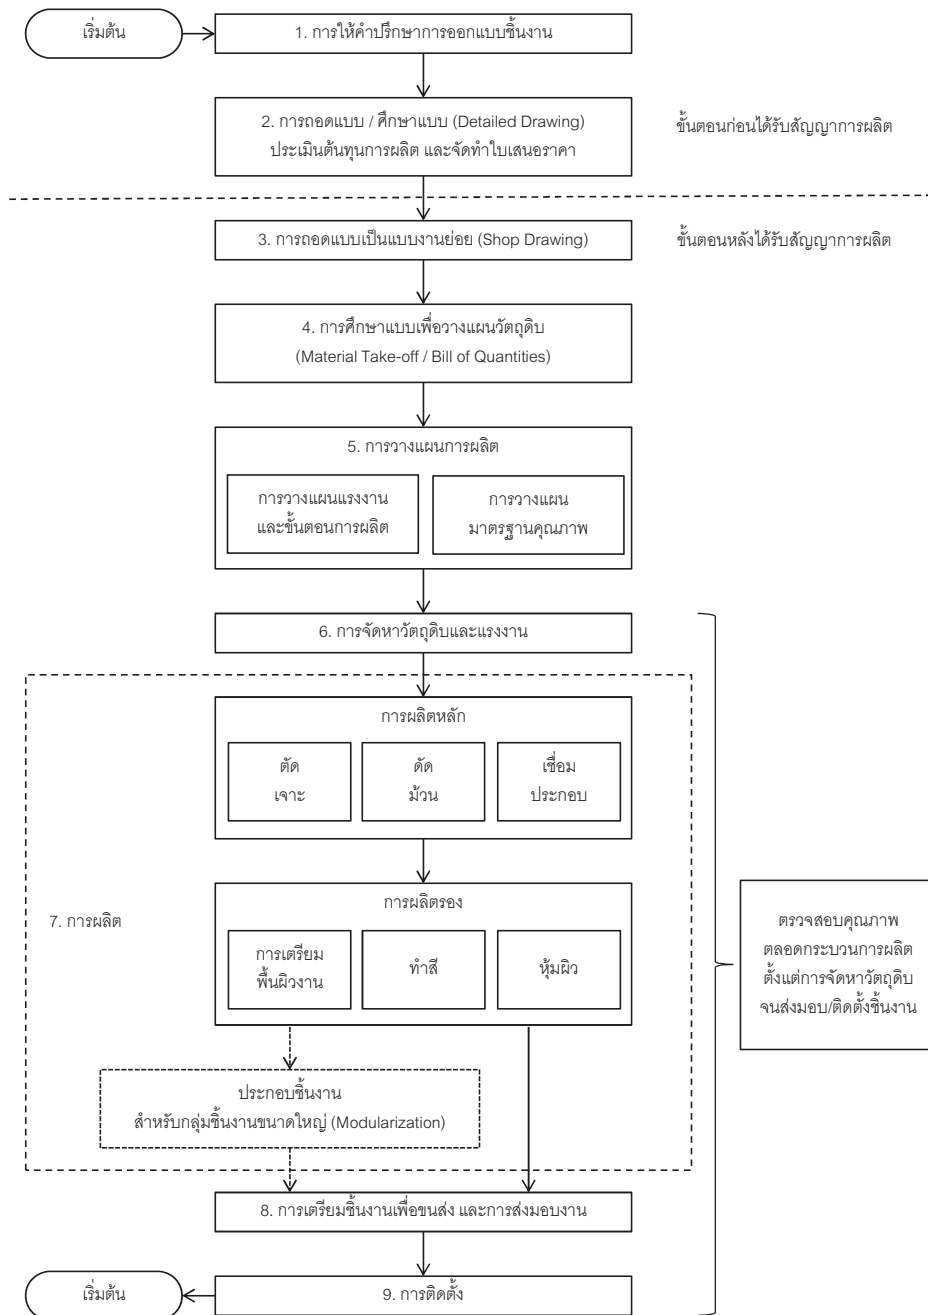 เริ่มต้น
1. การให้คำปรึกษาการออกแบบชิ้นงาน
2. การถอดแบบ / ศึกษาแบบ (Detailed Drawing)
ประเมินต้นทุนการผลิต และจัดทำใบเสนอราคา
ขั้นตอนก่อนได้รับสัญญาการผลิต
3. การถอดแบบเป็นแบบงานย่อย (Shop Drawing)
ขั้นตอนหลังได้รับสัญญาการผลิต
4. การศึกษาแบบเพื่อวางแผนวัตถุดิบ
(Material Take-off / Bill of Quantities)
5. การวางแผนการผลิต
การวางแผนแรงงาน
และขั้นตอนการผลิต
การวางแผน
มาตรฐานคุณภาพ
6. การจัดหาวัตถุดิบและแรงงาน
การผลิตหลัก
ตัด
เจาะ
ดัด
ม้วน
เชื่อม
ประกอบ
7. การผลิต
การผลิตรอง
การเตรียม
พื้นผิวงาน
ทำสี
หุ้มผิว
ตรวจสอบคุณภาพ
ตลอดกระบวนการผลิต
ตั้งแต่การจัดหาวัตถุดิบ
จนส่งมอบ/ติดตั้งชิ้นงาน
ประกอบชิ้นงาน
สำหรับกลุ่มชิ้นงานขนาดใหญ่ (Modularization)
8. การเตรียมชิ้นงานเพื่อขนส่ง และการส่งมอบงาน
เริ่มต้น
9. การติดตั้ง